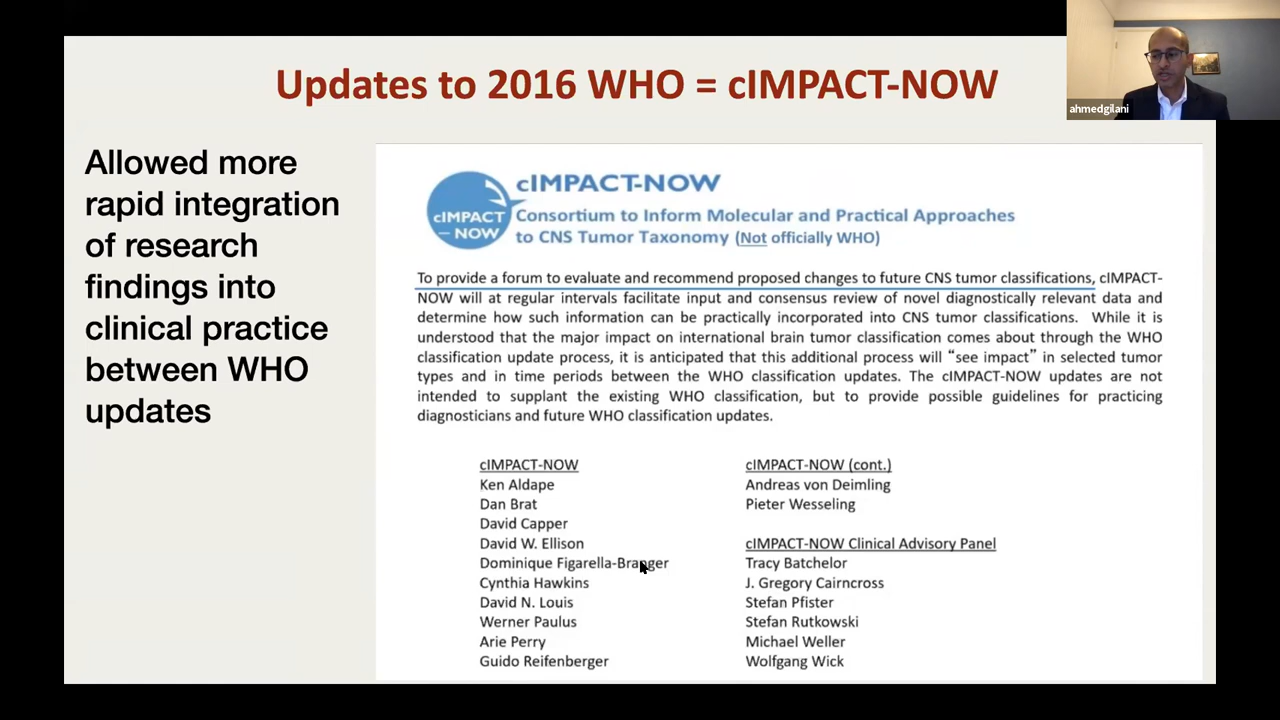 Updates to 2016 WHO = cIMPACT-NOW
ahmedgilani
Allowed more
rapid integration
of research
findings into
clinical practice
between WHO
updates
cIMPACT
– NOW
cIMPACT-NOW
Consortium to Inform Molecular and Practical Approaches
to CNS Tumor Taxonomy (Not officially WHO)
To provide a forum to evaluate and recommend proposed changes to future CNS tumor classifications, cIMPACT-
NOW will at regular intervals facilitate input and consensus review of novel diagnostically relevant data and
determine how such information can be practically incorporated into CNS tumor classifications. While it is
understood that the major impact on international brain tumor classification comes about through the WHO
classification update process, it is anticipated that this additional process will “see impact” in selected tumor
types and in time periods between the WHO classification updates. The cIMPACT-NOW updates are not
intended to supplant the existing WHO classification, but to provide possible guidelines for practicing
diagnosticians and future WHO classification updates.
cIMPACT-NOW
Ken Aldape
Dan Brat
David Capper
David W. Ellison
Dominique Figarella-Branger
Cynthia Hawkins
David N. Louis
Werner Paulus
Arie Perry
Guido Reifenberger
cIMPACT-NOW (cont.)
Andreas von Deimling
Pieter Wesseling
cIMPACT-NOW Clinical Advisory Panel
Tracy Batchelor
J. Gregory Cairncross
Stefan Pfister
Stefan Rutkowski
Michael Weller
Wolfgang Wick